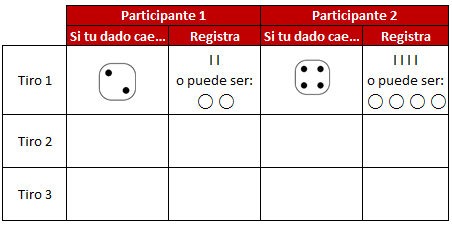 Participante 1 Participante 2
Si tu dado cae... Registra Si tu dado cae... Registra
Tiro 1 I I I I I I
o puede ser: o puede ser:
Tiro 2
Tiro 3